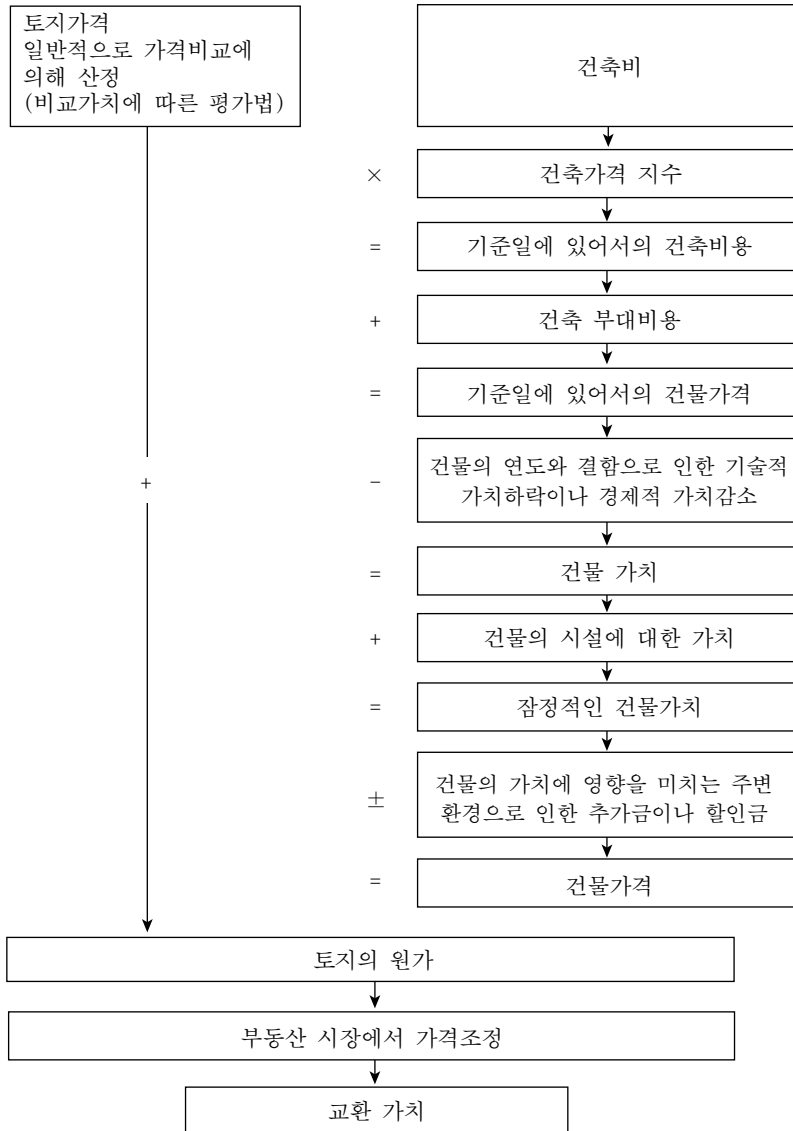 토지가격
일반적으로 가격비교에
의해 산정
(비교가치에 따른 평가법)
건축비
× 건축가격 지수
= 기준일에 있어서의 건축비용
+ 건축 부대비용
= 기준일에 있어서의 건물가격
+ − 건물의 연도와 결함으로 인한 기술적
가치하락이나 경제적 가치감소
= 건물 가치
+ 건물의 시설에 대한 가치
= 잠정적인 건물가치
± 건물의 가치에 영향을 미치는 주변
환경으로 인한 추가금이나 할인금
= 건물가격
토지의 원가
부동산 시장에서 가격조정
교환 가치